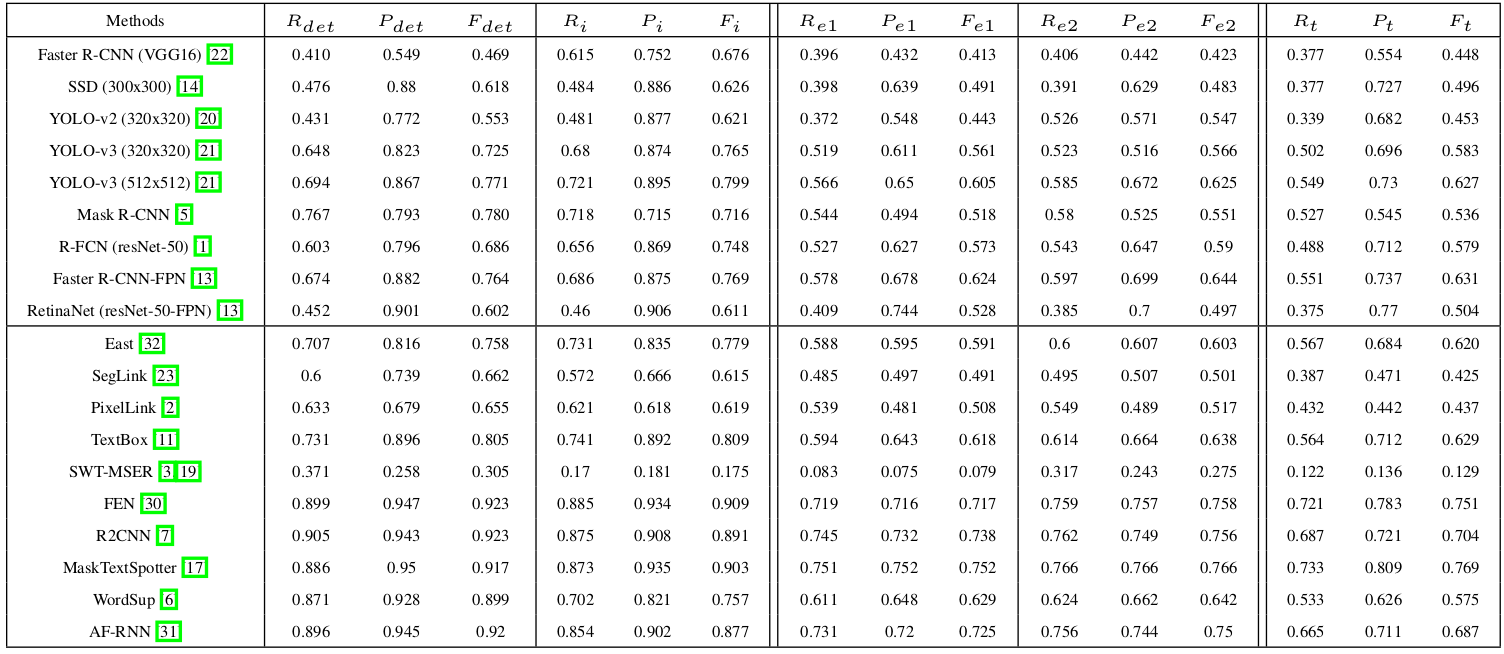 Methods R_det P_det F_det R_i P_i F_i R_e1 P_e1 F_e1 R_e2 P_e2 F_e2 R_t P_t F_t
Faster R-CNN (VGG16) [22] 0.410 0.549 0.469 0.615 0.752 0.676 0.396 0.432 0.413 0.406 0.442 0.423 0.377 0.554 0.448
SSD (300x300) [14] 0.476 0.88 0.618 0.484 0.886 0.626 0.398 0.639 0.491 0.391 0.629 0.483 0.377 0.727 0.496
YOLO-v2 (320x320) [20] 0.431 0.772 0.553 0.481 0.877 0.621 0.372 0.548 0.443 0.526 0.571 0.547 0.339 0.682 0.453
YOLO-v3 (320x320) [21] 0.648 0.823 0.725 0.68 0.874 0.765 0.519 0.611 0.561 0.523 0.516 0.566 0.502 0.696 0.583
YOLO-v3 (512x512) [21] 0.694 0.867 0.771 0.721 0.895 0.799 0.566 0.65 0.605 0.585 0.672 0.625 0.549 0.73 0.627
Mask R-CNN [5] 0.767 0.793 0.780 0.718 0.715 0.716 0.544 0.494 0.518 0.58 0.525 0.551 0.527 0.545 0.536
R-FCN (resNet-50) [1] 0.603 0.796 0.686 0.656 0.869 0.748 0.527 0.627 0.573 0.543 0.647 0.59 0.488 0.712 0.579
Faster R-CNN-FPN [13] 0.674 0.882 0.764 0.686 0.875 0.769 0.578 0.678 0.624 0.597 0.699 0.644 0.551 0.737 0.631
RetinaNet (resNet-50-FPN) [13] 0.452 0.901 0.602 0.46 0.906 0.611 0.409 0.744 0.528 0.385 0.7 0.497 0.375 0.77 0.504
East [32] 0.707 0.816 0.758 0.731 0.835 0.779 0.588 0.595 0.591 0.6 0.607 0.603 0.567 0.684 0.620
SegLink [23] 0.6 0.739 0.662 0.572 0.666 0.615 0.485 0.497 0.491 0.495 0.507 0.501 0.387 0.471 0.425
PixelLink [2] 0.633 0.679 0.655 0.621 0.618 0.619 0.539 0.481 0.508 0.549 0.489 0.517 0.432 0.442 0.437
TextBox [11] 0.731 0.896 0.805 0.741 0.892 0.809 0.594 0.643 0.618 0.614 0.664 0.638 0.564 0.712 0.629
SWT-MSER [3][19] 0.371 0.258 0.305 0.17 0.181 0.175 0.083 0.075 0.079 0.317 0.243 0.275 0.122 0.136 0.129
FEN [30] 0.899 0.947 0.923 0.885 0.934 0.909 0.719 0.716 0.717 0.759 0.757 0.758 0.721 0.783 0.751
R2CNN [7] 0.905 0.943 0.923 0.875 0.908 0.891 0.745 0.732 0.738 0.762 0.749 0.756 0.687 0.721 0.704
MaskTextSpotter [17] 0.886 0.95 0.917 0.873 0.935 0.903 0.751 0.752 0.752 0.766 0.766 0.766 0.733 0.809 0.769
WordSup [6] 0.871 0.928 0.899 0.702 0.821 0.757 0.611 0.648 0.629 0.624 0.662 0.642 0.533 0.626 0.575
AF-RNN [31] 0.896 0.945 0.92 0.854 0.902 0.877 0.731 0.72 0.725 0.756 0.744 0.75 0.665 0.711 0.687